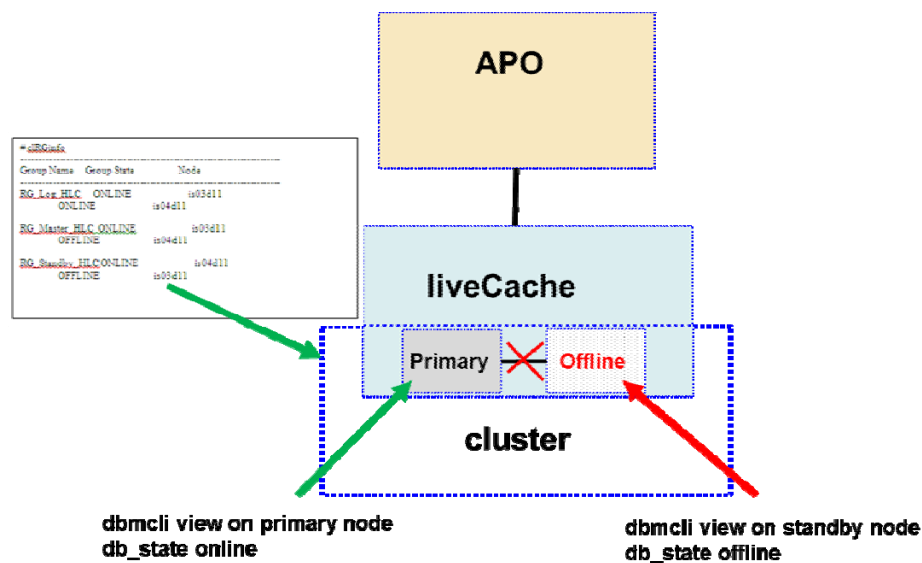 APO
# clRGinfo
Group Name Group State Node
RG_Log_HLC ONLINE is03d11
ONLINE is04d11
RG_Master_HLC ONLINE is03d11
OFFLINE is04d11
RG_Standby_HLC ONLINE is04d11
OFFLINE is03d11
liveCache
Primary
Offline
cluster
dbmcli view on primary node
db_state online
dbmcli view on standby node
db_state offline